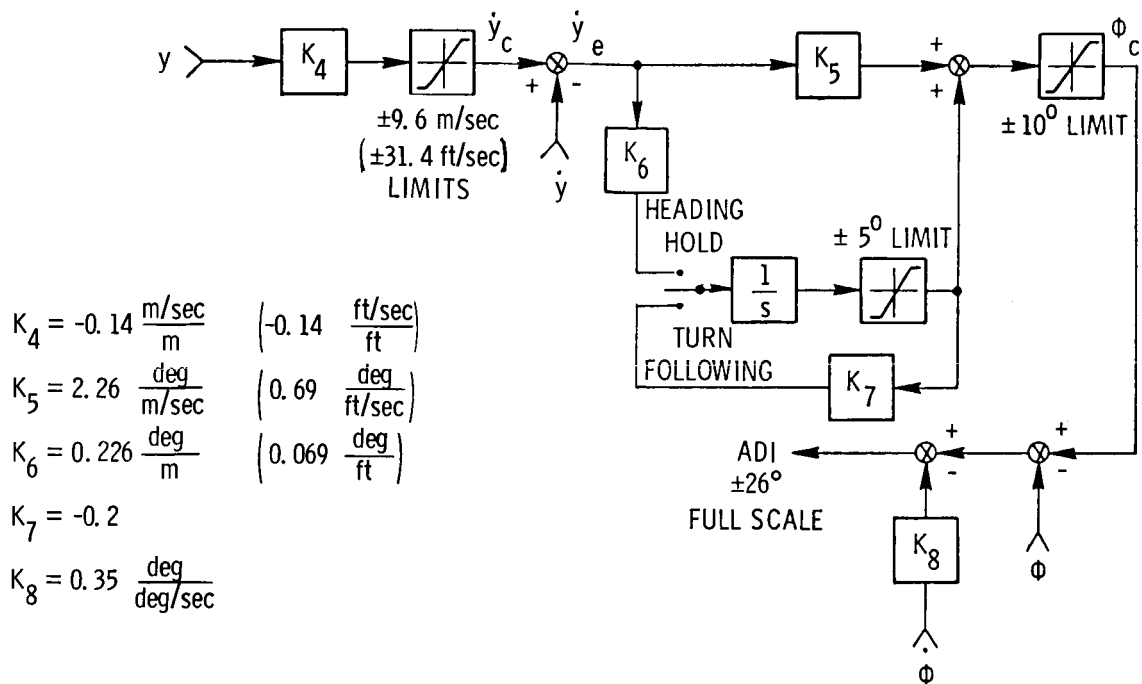 y
K4
ẏc
ẏe
K5
Φc
+
-
+
+
±9.6 m/sec
(±31.4 ft/sec)
LIMITS
ẏ
K6
±10° LIMIT
HEADING
HOLD
1/s
± 5° LIMIT
TURN
FOLLOWING
K7
K4 = -0.14 m/sec/m (-0.14 ft/sec/ft)
K5 = 2.26 deg/m/sec (0.69 deg/ft/sec)
K6 = 0.226 deg/m (0.069 deg/ft)
K7 = -0.2
K8 = 0.35 deg/deg/sec
ADI
±26°
FULL SCALE
+
-
+
-
K8
Φ
Φ̇